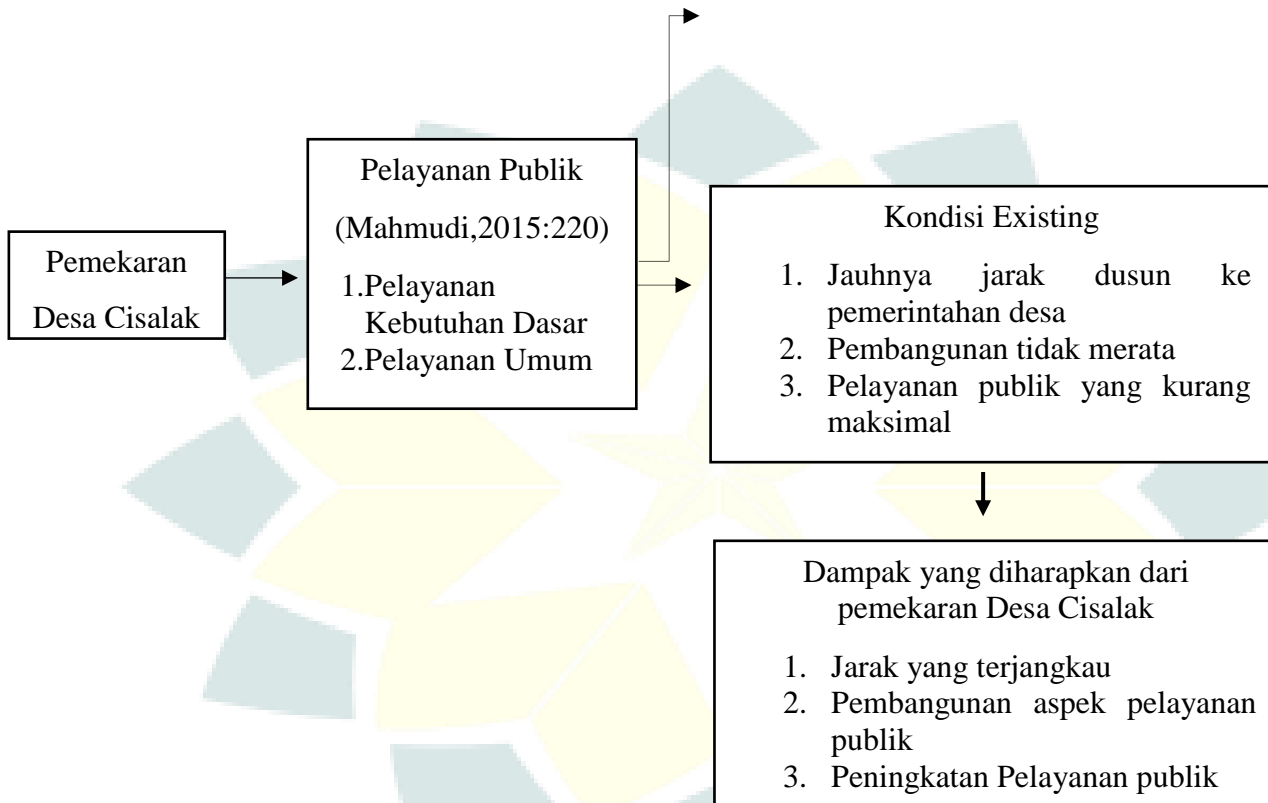 Pemekaran
Desa Cisalak
Pelayanan Publik
(Mahmudi,2015:220)
1.Pelayanan
Kebutuhan Dasar
2.Pelayanan Umum
Kondisi Existing
1. Jauhnya jarak dusun ke
pemerintahan desa
2. Pembangunan tidak merata
3. Pelayanan publik yang kurang
maksimal
Dampak yang diharapkan dari
pemekaran Desa Cisalak
1. Jarak yang terjangkau
2. Pembangunan aspek pelayanan
publik
3. Peningkatan Pelayanan publik